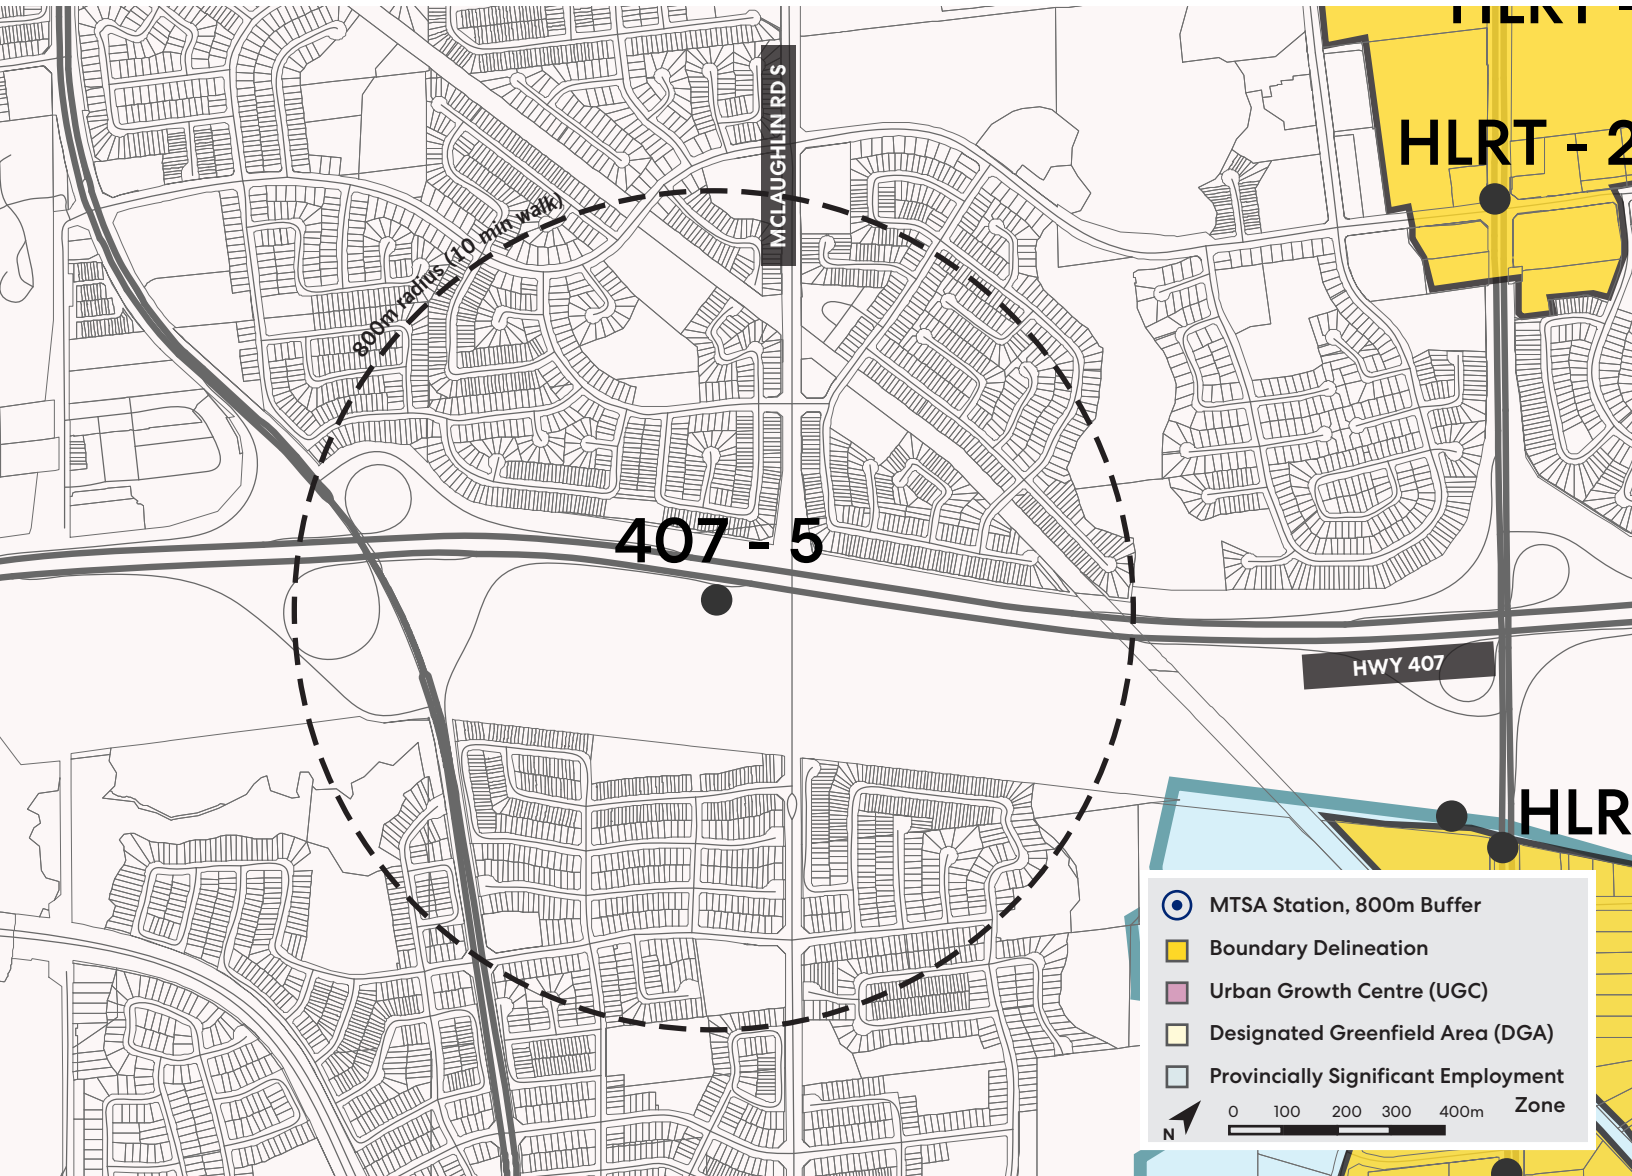 HLRT -
MCLAUGHLIN RD S
HLRT - 2
800m radius (10 min walk)
407 - 5
HWY 407
HLR
MTSA Station, 800m Buffer
Boundary Delineation
Urban Growth Centre (UGC)
Designated Greenfield Area (DGA)
Provincially Significant Employment
Zone
N
0 100 200 300 400m